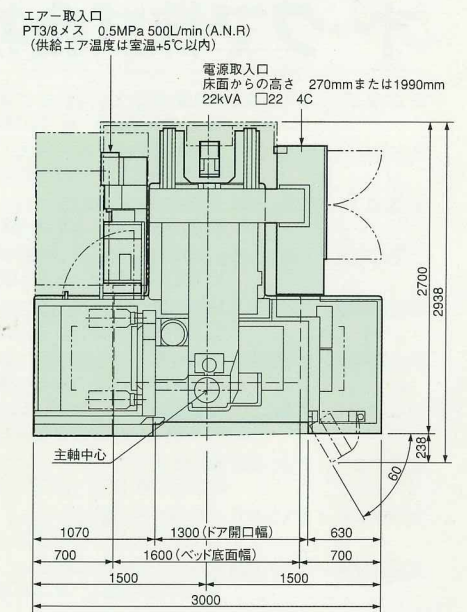 エアー取入口
PT3/8メス 0.5MPa 500L/min (A.N.R)
(供給エア温度は室温+5℃以内)
電源取入口
床面からの高さ 270mmまたは1990mm
22kVA □22 4C
2700
2938
238
60
主軸中心
1070 1300(ドア開口幅) 630
700 1600(ベッド底面幅) 700
1500 1500
3000